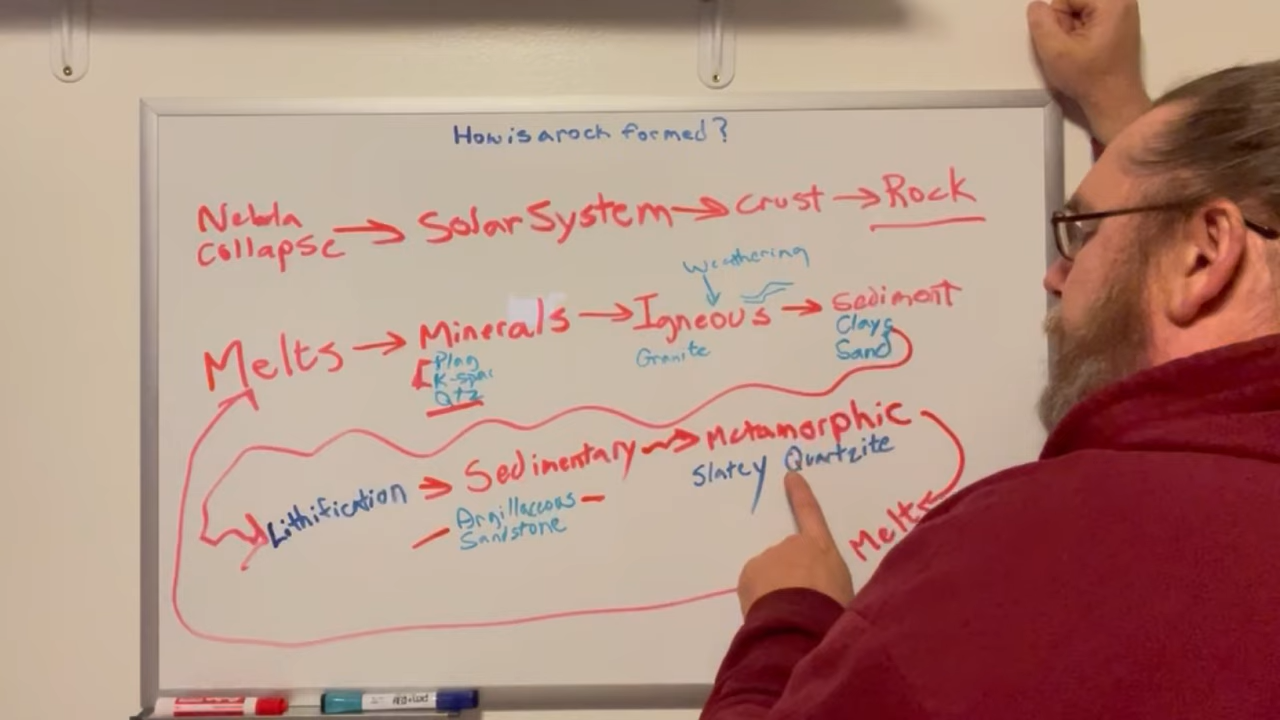 How is a rock formed?
Nebula
Collapse → Solar System → Crust → Rock
Weathering
Melts → Minerals → Igneous → Sediment
Plag
K-spar
Qtz
Granite
Clays
Sand
Lithification → Sedimentary → Metamorphic
Argillaceous
Sandstone
Slatey Quartzite
Melt